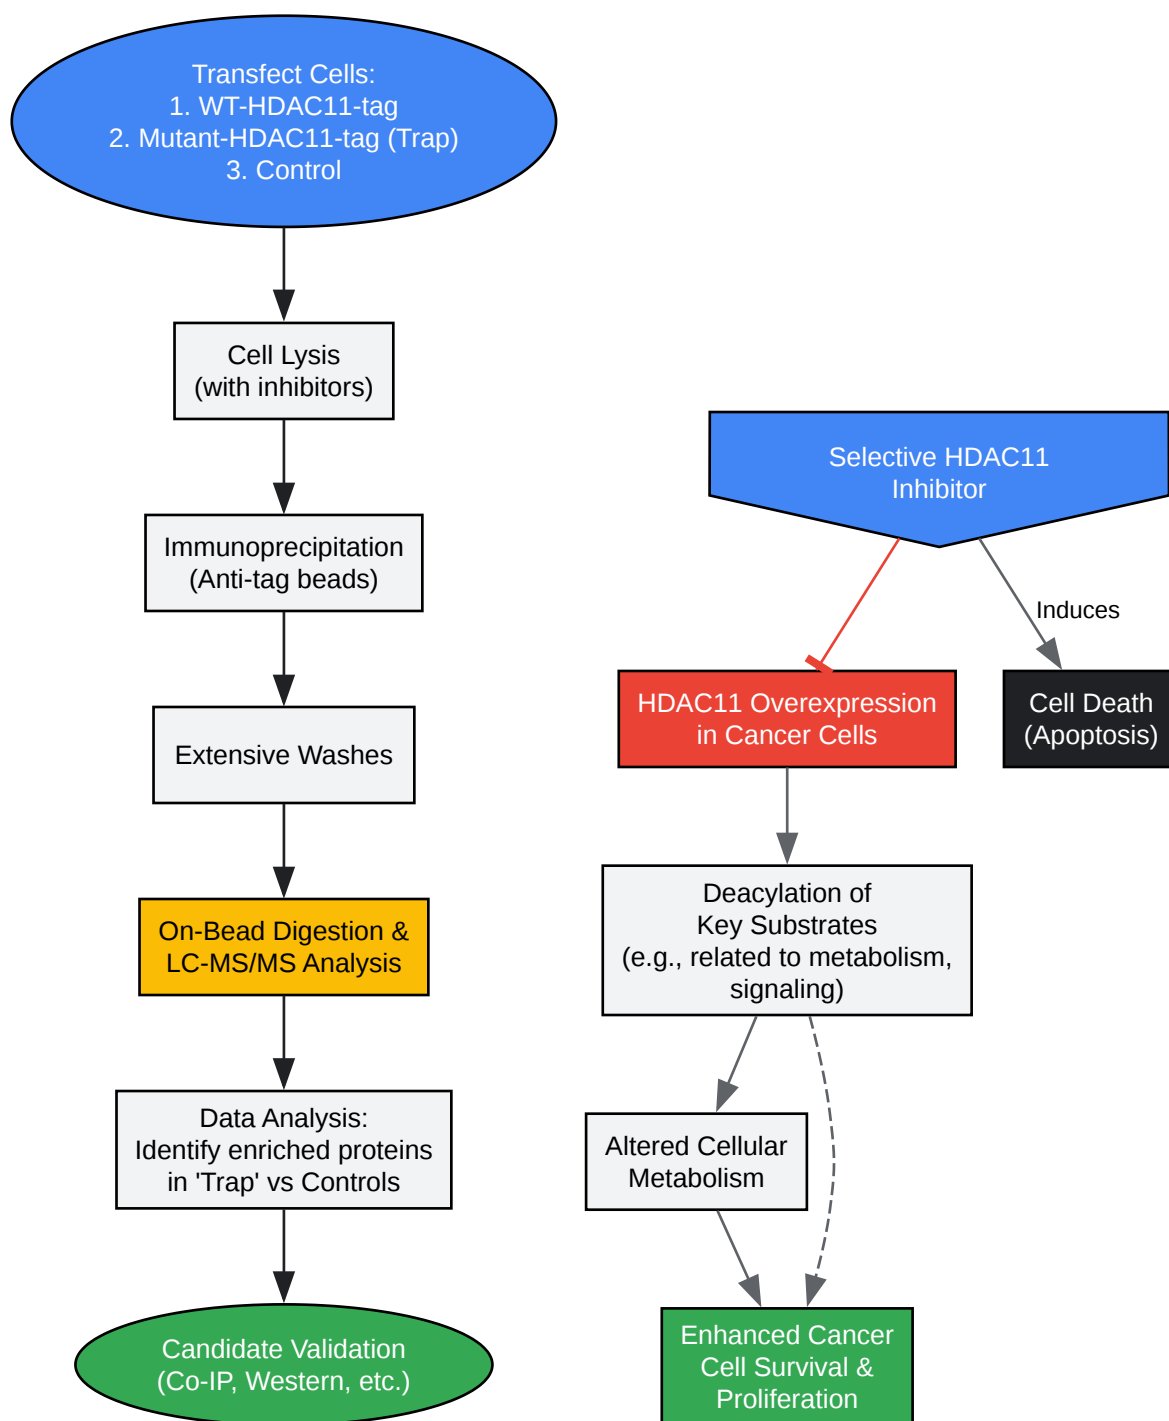 Transfect Cells:
1. WT-HDAC11-tag
2. Mutant-HDAC11-tag (Trap)
3. Control
Cell Lysis
(with inhibitors)
Immunoprecipitation
(Anti-tag beads)
Extensive Washes
On-Bead Digestion &
LC-MS/MS Analysis
Data Analysis:
Identify enriched proteins
in 'Trap' vs Controls
Candidate Validation
(Co-IP, Western, etc.)
Selective HDAC11
Inhibitor
Induces
HDAC11 Overexpression
in Cancer Cells
Cell Death
(Apoptosis)
Deacylation of
Key Substrates
(e.g., related to metabolism,
signaling)
Altered Cellular
Metabolism
Enhanced Cancer
Cell Survival &
Proliferation